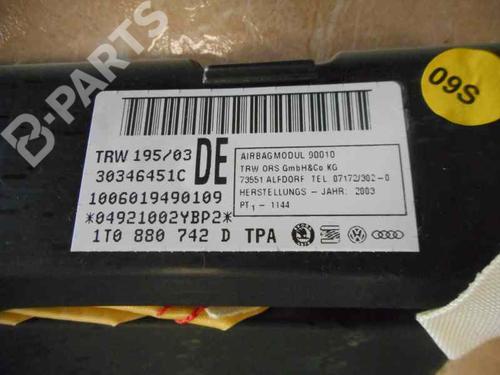 B-PARTS
09S
TRW 195/03 DE
30346451C
1006019490109
*04921002YBP2*
1T0 880 742 D TPA
AIRBAGMODUL 90010
TRW ORS GmbH&Co KG
73551 ALFDORF TEL. 07172/302-0
HERSTELLUNGS - JAHR: 2003
PT1 - 1144